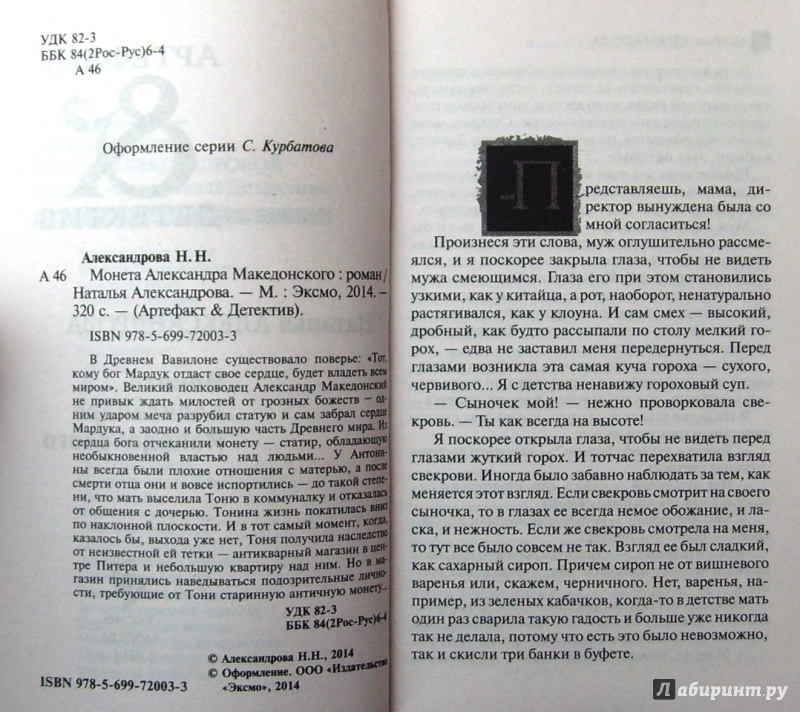 УДК 82-3
ББК 84(2Рос-Рус)6-4
А 46
Оформление серии С. Курбатова
Александрова Н. Н.
А 46 Монета Александра Македонского : роман /
Наталья Александрова. — М. : Эксмо, 2014. –
320 с. — (Артефакт & Детектив).
ISBN 978-5-699-72003-3
В Древнем Вавилоне существовало поверье: «Тот,
кому бог Мардук отдаст свое сердце, будет владеть всем
миром». Великий полководец Александр Македонский
не привык ждать милостей от грозных божеств – од-
ним ударом меча разрубил статую и сам забрал сердце
Мардука, а заодно и большую часть Древнего мира. Из
сердца бога отчеканили монету — статир, обладающую
необыкновенной властью над людьми... У Антони-
ны всегда были плохие отношения с матерью, а после
смерти отца они и вовсе испортились — до такой степе-
ни, что мать выселила Тоню в коммуналку и отказалась
от общения с дочерью. Тонина жизнь покатилась вниз
по наклонной плоскости. И в тот самый момент, когда,
казалось бы, выхода уже нет, Тоня получила наследство
от неизвестной ей тетки — антикварный магазин в цен-
тре Питера и небольшую квартиру над ним. Но в ма-
газин принялись наведываться подозрительные лично-
сти, требующие от Тони старинную античную монету...
УДК 82-3
ББК 84(2Рос-Рус)6-4
© Александрова Н.Н., 2014
© Оформление. ООО «Издательство
«Эксмо», 2014
ISBN 978-5-699-72003-3
–П
редставляешь, мама, ди-
ректор вынуждена была со
мной согласиться!
Произнеся эти слова, муж оглушительно рассме-
ялся, и я поскорее закрыла глаза, чтобы не видеть
мужа смеющимся. Глаза его при этом становились
узкими, как у китайца, а рот, наоборот, ненатурально
растягивался, как у клоуна. И сам смех — высокий,
дробный, как будто рассыпали по столу мелкий го-
рох, — едва не заставил меня передернуться. Перед
глазами возникла эта самая куча гороха — сухого,
червивого... Я с детства ненавижу гороховый суп.
— Сыночек мой! — нежно проворковала све-
кровь. — Ты как всегда на высоте!
Я поскорее открыла глаза, чтобы не видеть перед
глазами жуткий горох. И тотчас перехватила взгляд
свекрови. Иногда было забавно наблюдать за тем, как
меняется этот взгляд. Если свекровь смотрит на своего
сыночка, то в глазах ее всегда немое обожание, и ла-
ска, и нежность. Если же свекровь смотрела на меня,
то тут все было совсем не так. Взгляд ее был сладкий,
как сахарный сироп. Причем сироп не от вишневого
варенья или, скажем, черничного. Нет, варенья, на-
пример, из зеленых кабачков, когда-то в детстве мать
один раз сварила такую гадость и больше уже никогда
так не делала, потому что есть это было невозможно,
так и скисли три банки в буфете.
Лабиринт.ру